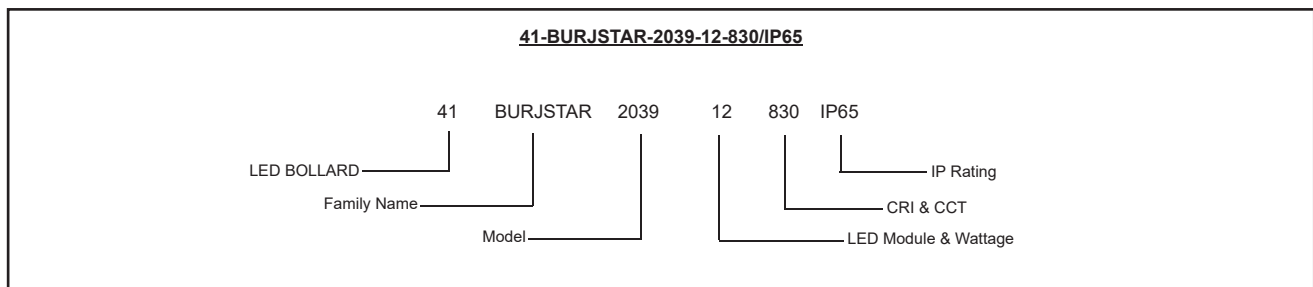 41-BURJSTAR-2039-12-830/IP65
41 BURJSTAR 2039 12 830 IP65
LED BOLLARD IP Rating
Family Name CRI & CCT
Model LED Module & Wattage